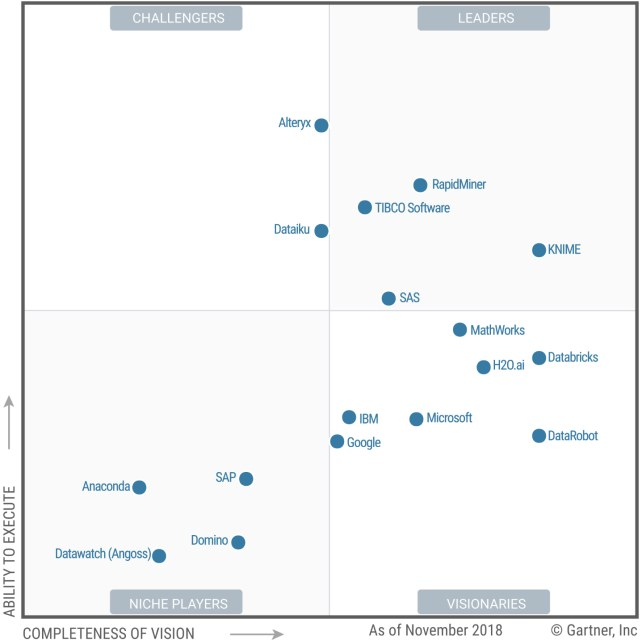 CHALLENGERS
LEADERS
Alteryx
RapidMiner
TIBCO Software
Dataiku
KNIME
SAS
MathWorks
Databricks
H2O.ai
IBM
Microsoft
Google
DataRobot
SAP
Anaconda
Domino
Datawatch (Angoss)
NICHE PLAYERS
VISIONARIES
ABILITY TO EXECUTE
COMPLETENESS OF VISION
As of November 2018
© Gartner, Inc